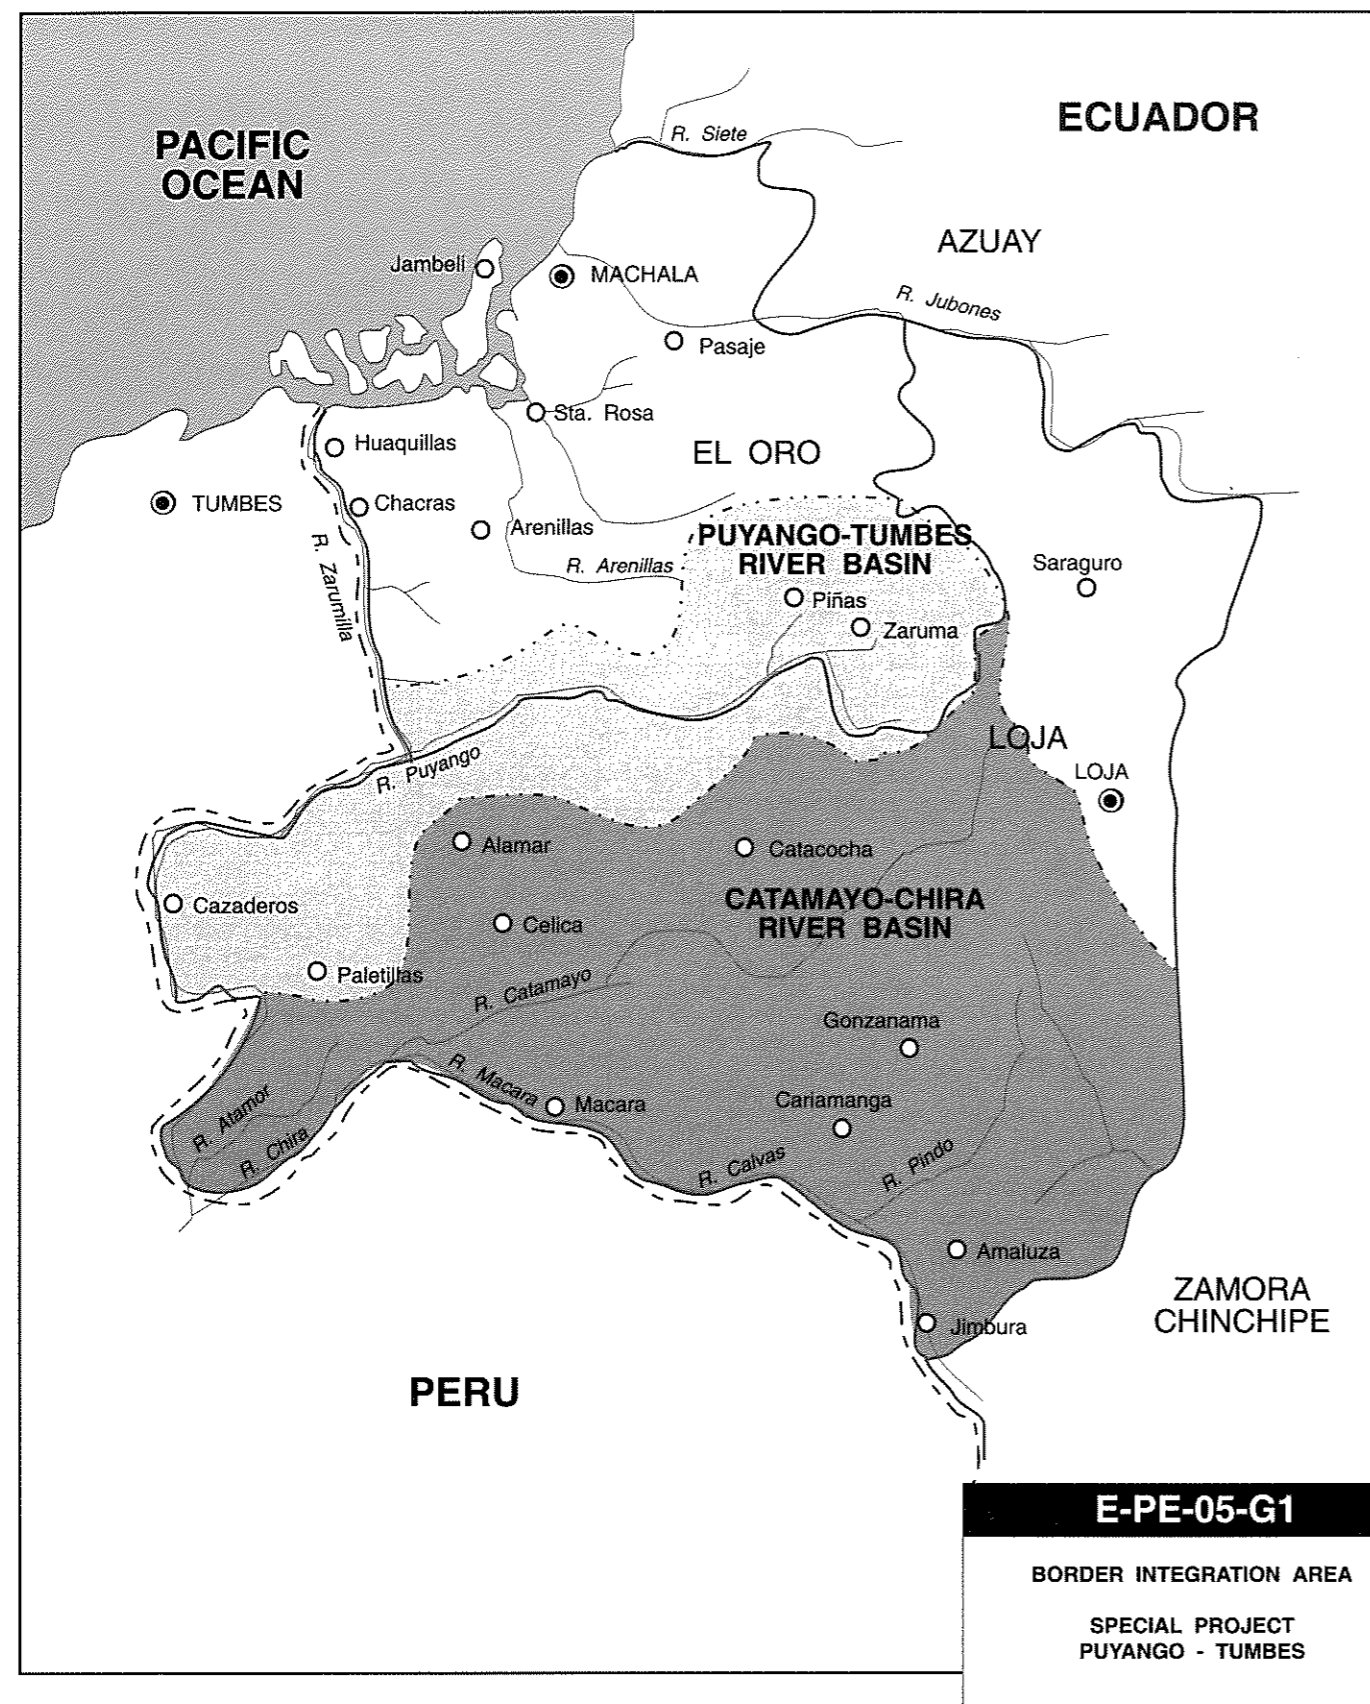 PACIFIC
OCEAN
ECUADOR
R. Siete
AZUAY
Jambeli
MACHALA
R. Jubones
Pasaje
Sta. Rosa
Huaquillas
EL ORO
TUMBES
Chacras
Arenillas
R. Zarumilla
R. Arenillas
PUYANGO-TUMBES
RIVER BASIN
Saraguro
Piñas
Zaruma
LOJA
LOJA
R. Puyango
Alamar
Catacocha
CATAMAYO-CHIRA
RIVER BASIN
Cazaderos
Celica
Paletillas
R. Catamayo
Gonzanama
R. Macara
Macara
Cariamanga
R. Atamor
R. Chira
R. Calvas
R. Pindo
Amaluza
ZAMORA
CHINCHIPE
Jimbura
PERU
E-PE-05-G1
BORDER INTEGRATION AREA
SPECIAL PROJECT
PUYANGO - TUMBES